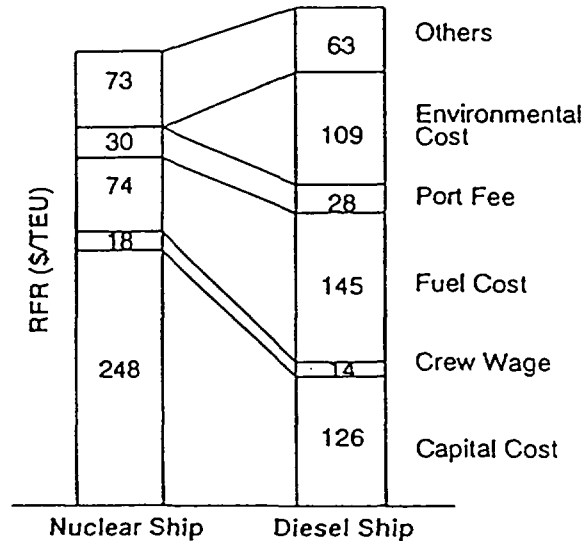 RFR ($/TEU)
73
30
74
18
248
63
109
28
145
14
126
Others
Environmental
Cost
Port Fee
Fuel Cost
Crew Wage
Capital Cost
Nuclear Ship
Diesel Ship